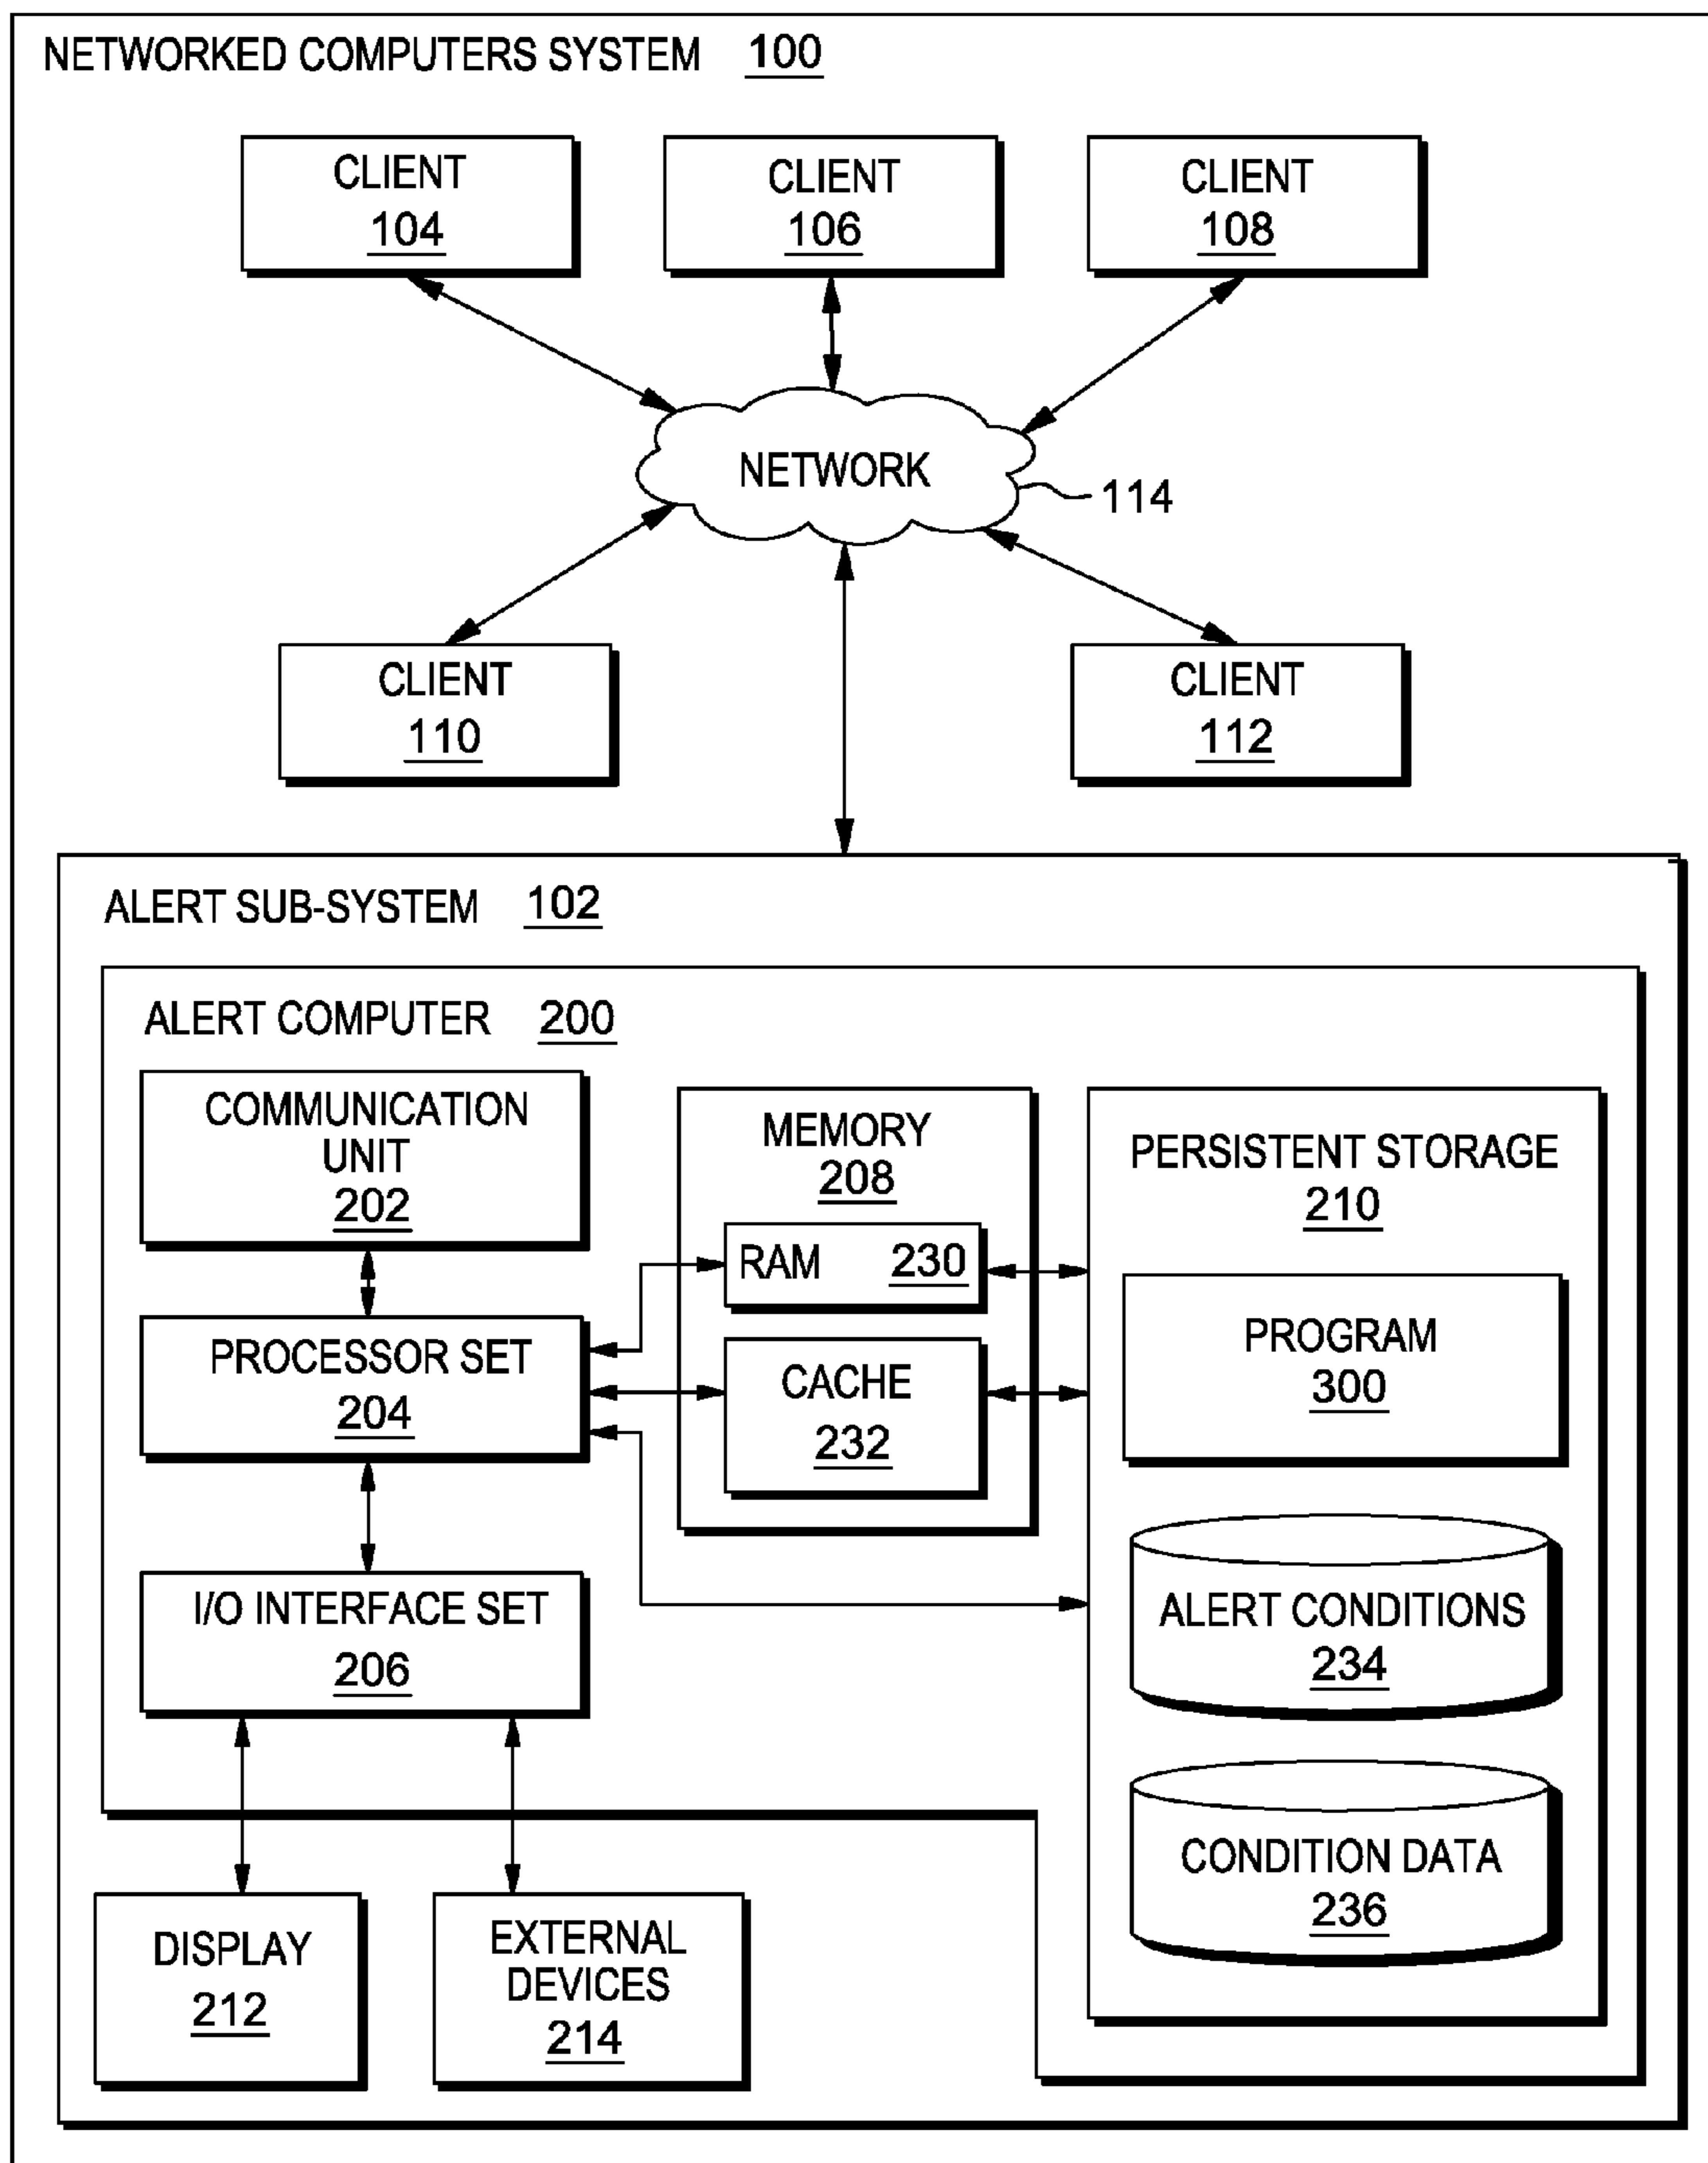 NETWORKED COMPUTERS SYSTEM 100
CLIENT
104
CLIENT
106
CLIENT
108
NETWORK
114
CLIENT
110
CLIENT
112
ALERT SUB-SYSTEM 102
ALERT COMPUTER 200
COMMUNICATION
UNIT
202
PROCESSOR SET
204
I/O INTERFACE SET
206
MEMORY
208
RAM 230
CACHE
232
PERSISTENT STORAGE
210
PROGRAM
300
ALERT CONDITIONS
234
CONDITION DATA
236
DISPLAY
212
EXTERNAL
DEVICES
214